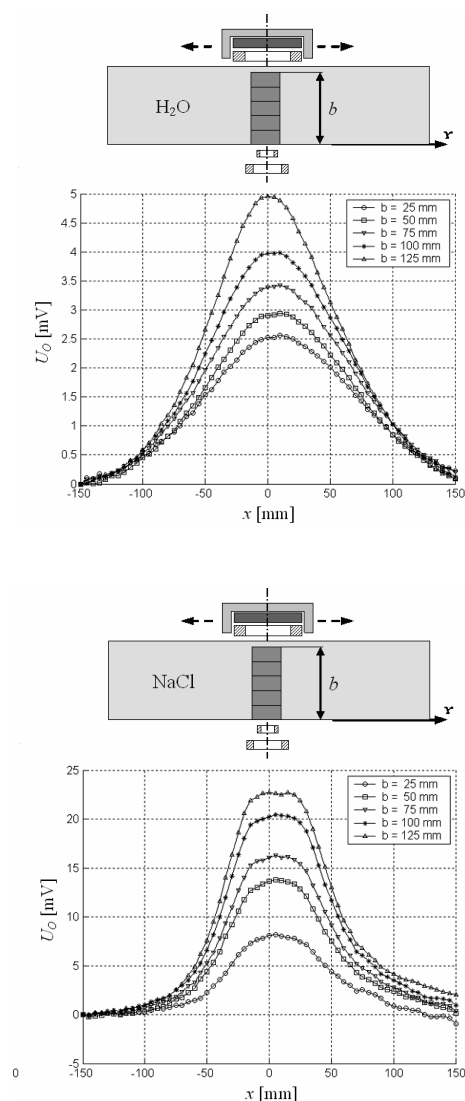 H₂O
b
r
5
4.5
4
3.5
3
2.5
2
1.5
1
0.5
0
U_O [mV]
b = 25 mm
b = 50 mm
b = 75 mm
b = 100 mm
b = 125 mm
-150 -100 -50 0 50 100 150
x [mm]
NaCl
b
r
25
20
15
10
5
0
-5
U_O [mV]
b = 25 mm
b = 50 mm
b = 75 mm
b = 100 mm
b = 125 mm
0 -150 -100 -50 0 50 100 150
x [mm]